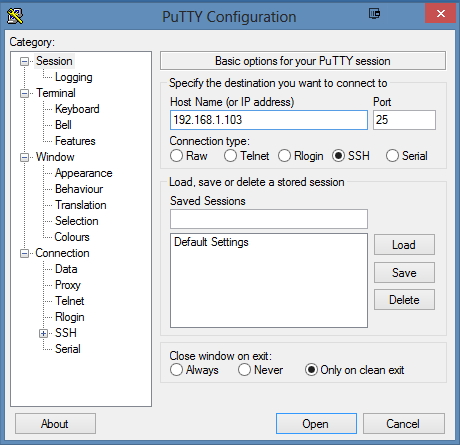 PuTTY Configuration
Category:
Session
Logging
Terminal
Keyboard
Bell
Features
Window
Appearance
Behaviour
Translation
Selection
Colours
Connection
Data
Proxy
Telnet
Rlogin
SSH
Serial
Basic options for your PuTTY session
Specify the destination you want to connect to
Host Name (or IP address) Port
192.168.1.103 25
Connection type:
Raw Telnet Rlogin SSH Serial
Load, save or delete a stored session
Saved Sessions
Default Settings
Load
Save
Delete
Close window on exit:
Always Never Only on clean exit
About Open Cancel